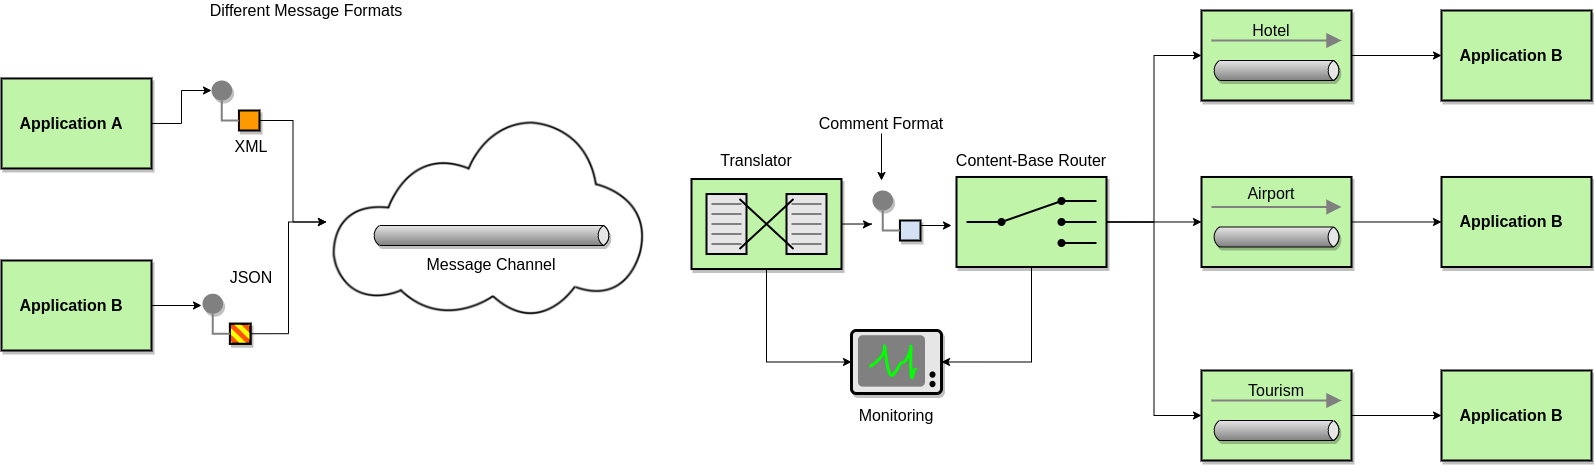 Different Message Formats
Application A
XML
Application B
JSON
Message Channel
Translator
Comment Format
Content-Base Router
Monitoring
Hotel
Application B
Airport
Application B
Tourism
Application B